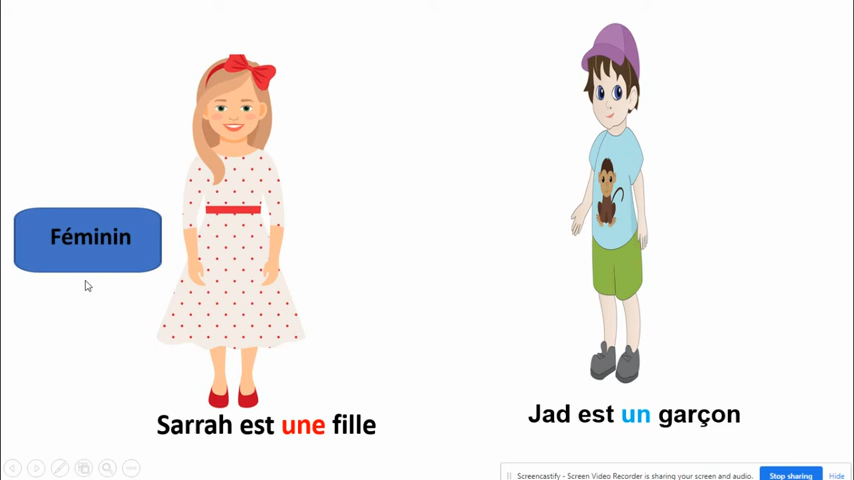 Féminin
Sarrah est une fille
Jad est un garçon
Screencastify - Screen Video Recorder is sharing your screen and audio.
Stop sharing
Hide